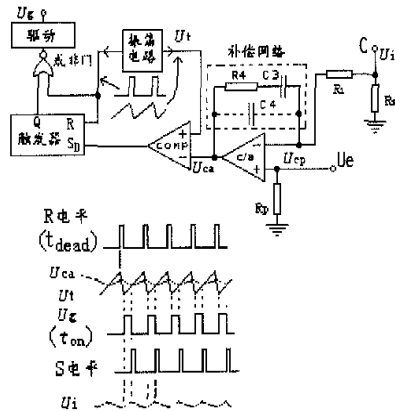 Ug
驱动
或非门
振荡
电路
Ut
补偿网络
R4
C3
C4
C
Ui
Ri
Rs
Q
R
触发器
SD
COMP
Uca
c/a
Ucp
Ue
Rp
R电平
(tdead)
Uca
Ut
Ug
(ton)
S电平
Ui